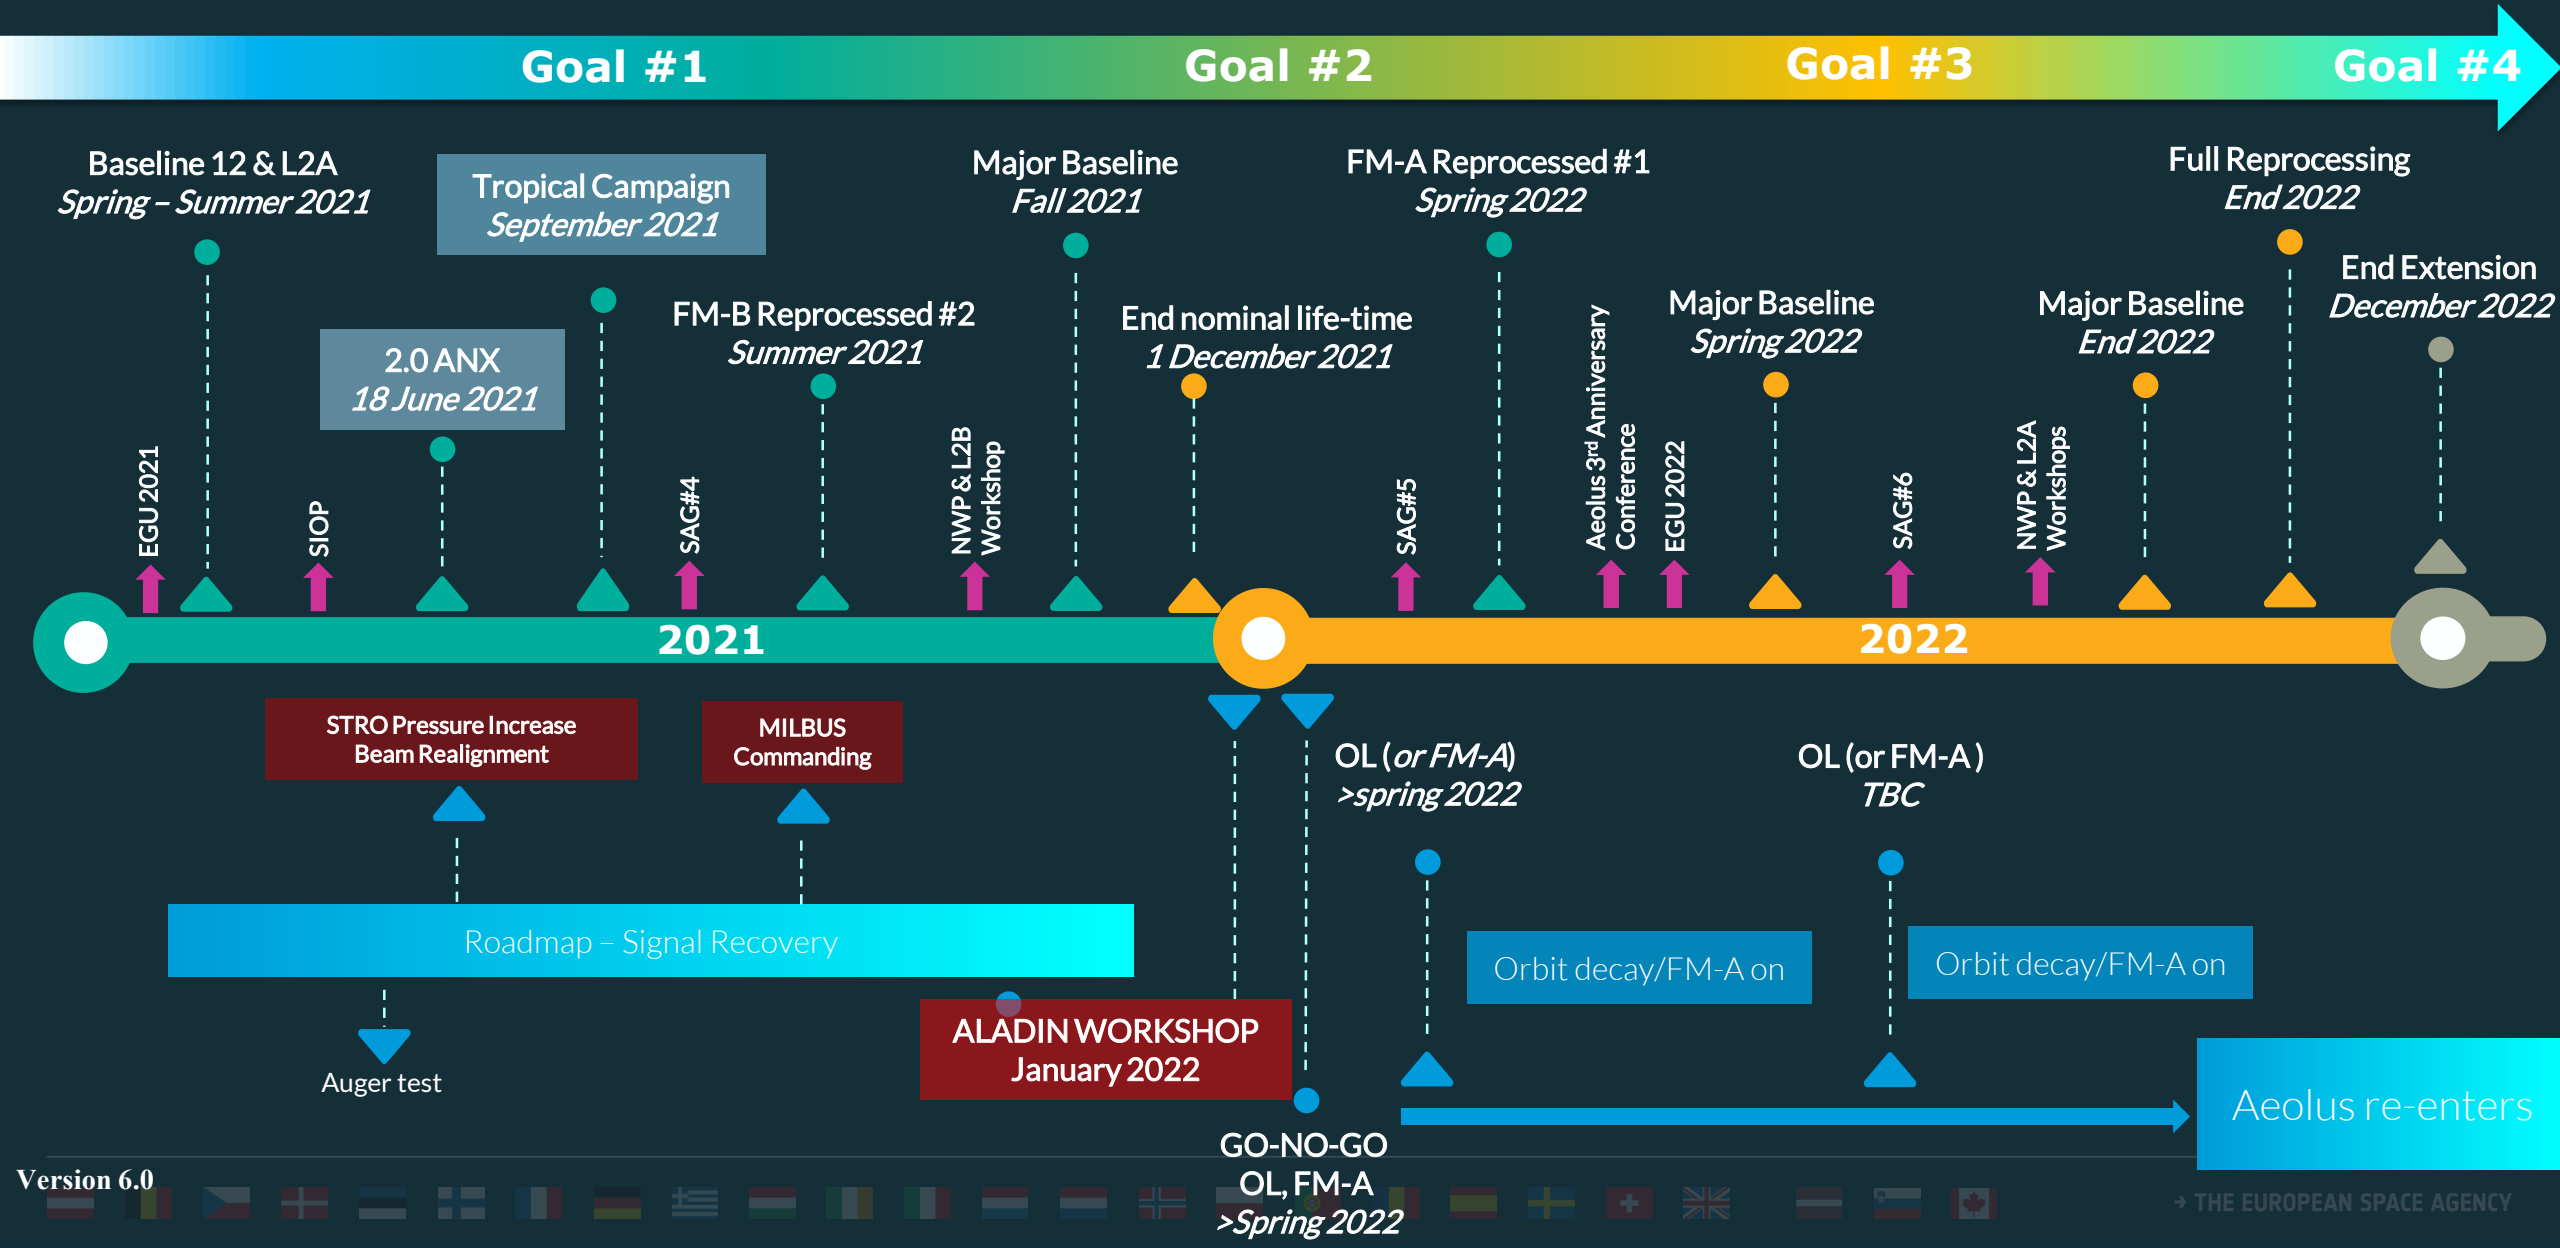 Goal #1
Goal #2
Goal #3
Goal #4
Baseline 12 & L2A
Spring – Summer 2021
Tropical Campaign
September 2021
Major Baseline
Fall 2021
FM-A Reprocessed #1
Spring 2022
Full Reprocessing
End 2022
2.0 ANX
18 June 2021
FM-B Reprocessed #2
Summer 2021
End nominal life-time
1 December 2021
Major Baseline
Spring 2022
Major Baseline
End 2022
End Extension
December 2022
EGU 2021
SIOP
SAG#4
NWP & L2B
Workshop
SAG#5
Aeolus 3rd Anniversary
Conference
EGU 2022
SAG#6
NWP & L2A
Workshops
2021
2022
STRO Pressure Increase
Beam Realignment
MILBUS
Commanding
OL (or FM-A)
>spring 2022
OL (or FM-A )
TBC
Roadmap – Signal Recovery
Orbit decay/FM-A on
Orbit decay/FM-A on
Auger test
ALADIN WORKSHOP
January 2022
Aeolus re-enters
GO-NO-GO
OL, FM-A
>Spring 2022
Version 6.0
→ THE EUROPEAN SPACE AGENCY